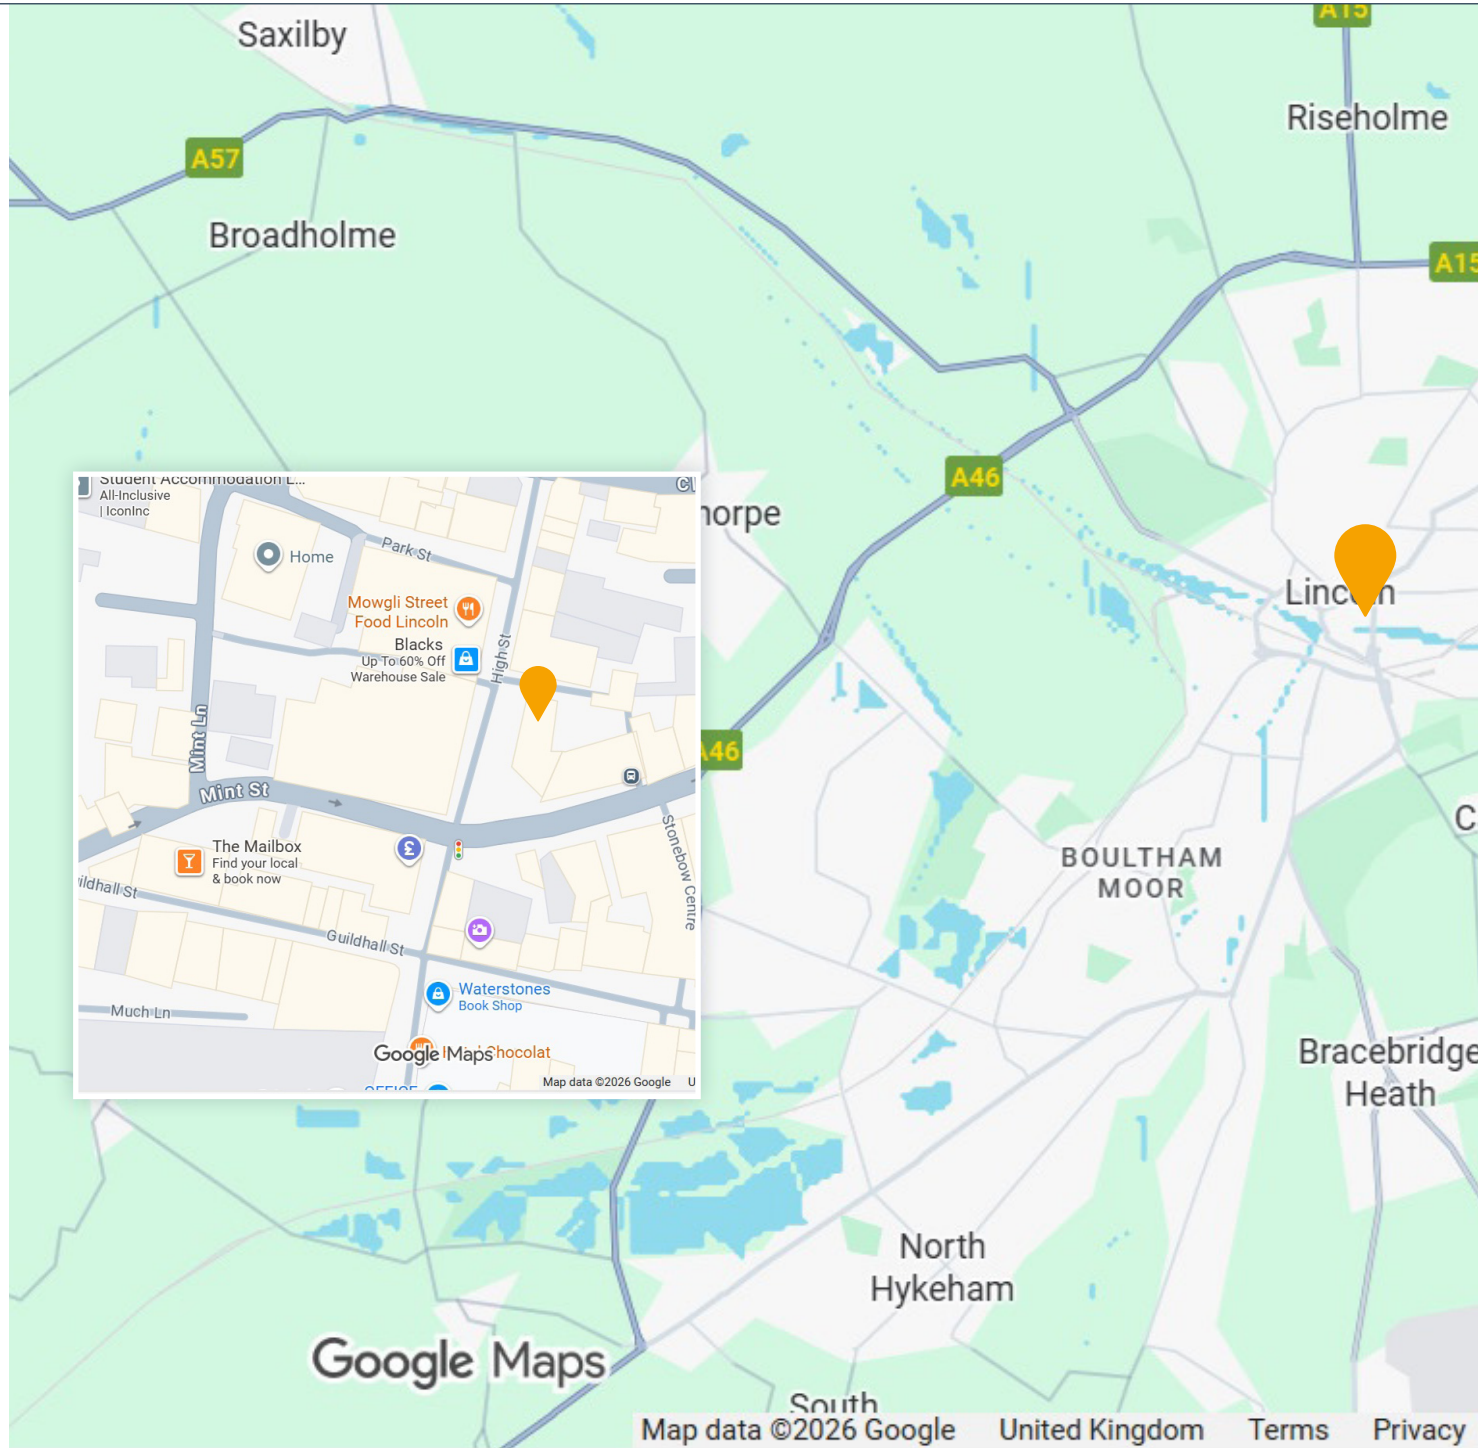 Saxilby
A15
Riseholme
A57
Broadholme
A15
A46
Lincoln
A46
BOULTHAM
MOOR
Bracebridge
Heath
North
Hykeham
South
Google Maps
Map data ©2026 Google United Kingdom Terms Privacy
Student Accommodation L...
All-Inclusive
| IconInc
Home
Park St
Mowgli Street
Food Lincoln
Blacks
Up To 60% Off
Warehouse Sale
High St
Mint Ln
Mint St
The Mailbox
Find your local
& book now
£
Stonebow Centre
ildhall St
Guildhall St
Waterstones
Book Shop
Much Ln
Chocolat
Google Maps
OFFICE
Map data ©2026 Google U